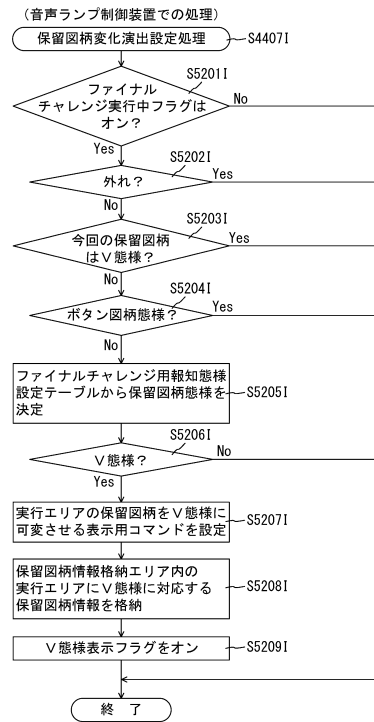 （音声ランプ制御装置での処理）
保留図柄変化演出設定処理
S4407I
ファイナル
チャレンジ実行中フラグは
オン？
S5201I
No
Yes
外れ？
S5202I
Yes
No
今回の保留図柄
はＶ態様？
S5203I
Yes
No
ボタン図柄態様？
S5204I
Yes
No
ファイナルチャレンジ用報知態様
設定テーブルから保留図柄態様を
決定
S5205I
Ｖ態様？
S5206I
No
Yes
実行エリアの保留図柄をＶ態様に
可変させる表示用コマンドを設定
S5207I
保留図柄情報格納エリア内の
実行エリアにＶ態様に対応する
保留図柄情報を格納
S5208I
Ｖ態様表示フラグをオン
S5209I
終 了